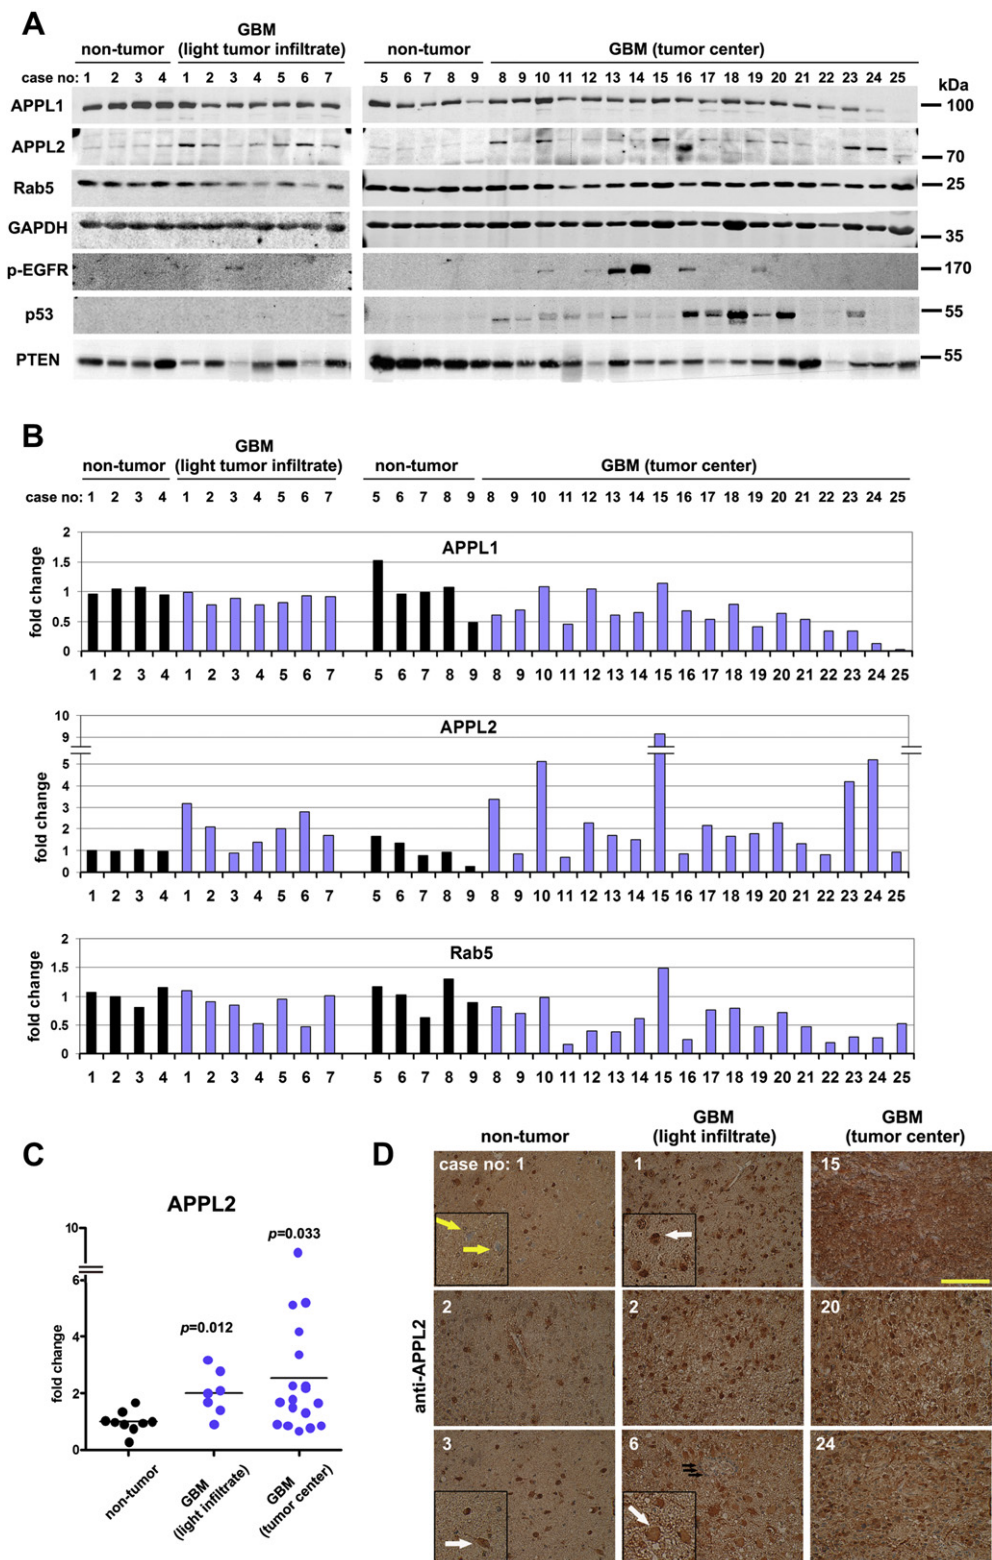 A
non-tumor
GBM
(light tumor infiltrate)
non-tumor
GBM (tumor center)
case no: 1 2 3 4 1 2 3 4 5 6 7 5 6 7 8 9 8 9 10 11 12 13 14 15 16 17 18 19 20 21 22 23 24 25 kDa
APPL1 100
APPL2 70
Rab5 25
GAPDH 35
p-EGFR 170
p53 55
PTEN 55
B
non-tumor
GBM
(light tumor infiltrate)
non-tumor
GBM (tumor center)
case no: 1 2 3 4 1 2 3 4 5 6 7 5 6 7 8 9 8 9 10 11 12 13 14 15 16 17 18 19 20 21 22 23 24 25
APPL1
fold change
2
1.5
1
0.5
0
1 2 3 4 1 2 3 4 5 6 7 5 6 7 8 9 8 9 10 11 12 13 14 15 16 17 18 19 20 21 22 23 24 25
APPL2
fold change
10
9
5
4
3
2
1
0
1 2 3 4 1 2 3 4 5 6 7 5 6 7 8 9 8 9 10 11 12 13 14 15 16 17 18 19 20 21 22 23 24 25
Rab5
fold change
2
1.5
1
0.5
0
1 2 3 4 1 2 3 4 5 6 7 5 6 7 8 9 8 9 10 11 12 13 14 15 16 17 18 19 20 21 22 23 24 25
C
APPL2
fold change
10
6
4
2
0
p=0.012
p=0.033
non-tumor
GBM
(light infiltrate)
GBM
(tumor center)
D
non-tumor
GBM
(light infiltrate)
GBM
(tumor center)
anti-APPL2
case no: 1
1
15
2
2
20
3
6
24